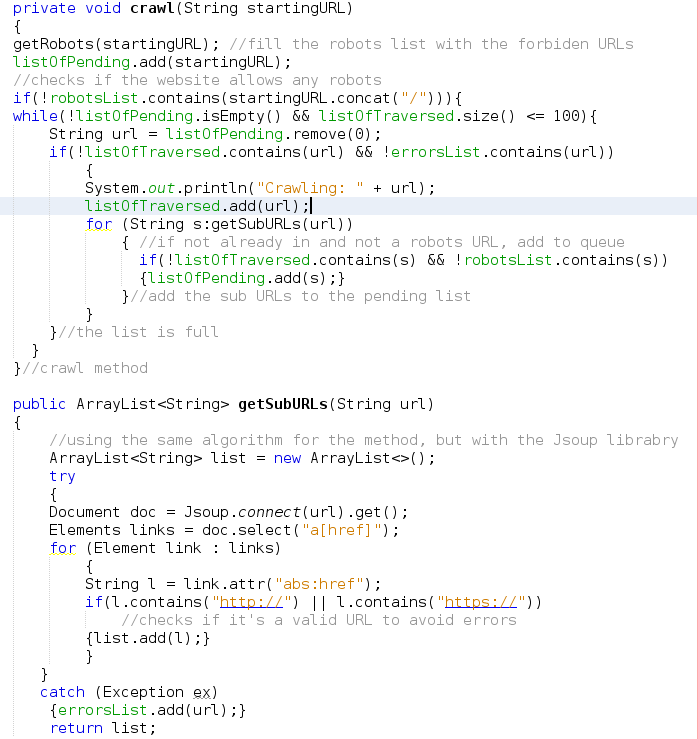 private void crawl(String startingURL)
{
getRobots(startingURL); //fill the robots list with the forbiden URLs
listOfPending.add(startingURL);
//checks if the website allows any robots
if(!robotsList.contains(startingURL.concat("/"))){
while(!listOfPending.isEmpty() && listOfTraversed.size() <= 100){
    String url = listOfPending.remove(0);
    if(!listOfTraversed.contains(url) && !errorsList.contains(url))
        {
        System.out.println("Crawling: " + url);
        listOfTraversed.add(url);
        for (String s:getSubURLs(url))
            { //if not already in and not a robots URL, add to queue
              if(!listOfTraversed.contains(s) && !robotsList.contains(s))
              {listOfPending.add(s);}
            }//add the sub URLs to the pending list
        }
    }//the list is full
  }
}//crawl method

public ArrayList<String> getSubURLs(String url)
{
    //using the same algorithm for the method, but with the Jsoup librabry
    ArrayList<String> list = new ArrayList<>();
    try
    {
    Document doc = Jsoup.connect(url).get();
    Elements links = doc.select("a[href]");
    for (Element link : links)
        {
        String l = link.attr("abs:href");
        if(l.contains("http://") || l.contains("https://"))
            //checks if it's a valid URL to avoid errors
        {list.add(l);}
        }
   }
   catch (Exception ex)
    {errorsList.add(url);}
    return list;